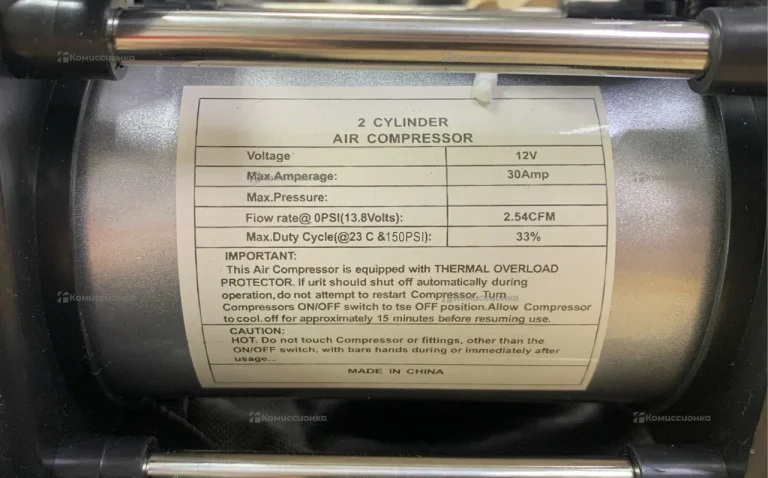 Комиссионка Комиссионка
2 CYLINDER
AIR COMPRESSOR
Voltage 12V
Max.Amperage: 30Amp
Max.Pressure:
Flow rate@ 0PSI(13.8Volts): 2.54CFM
Max.Duty Cycle(@23 C &150PSI): 33%
IMPORTANT:
This Air Compressor is equipped with THERMAL OVERLOAD
PROTECTOR. If urit should shut off automatically during
operation,do not attempt to restart Compressor. Turn
Compressors ON/OFF switch to tse OFF position.Allow Compressor
to cool.off for approximately 15 minutes before resuming use.
CAUTION:
HOT. Do not touch Compressor or fittings, other than the
ON/OFF switch, with bare hands during or immediately after
usage...
MADE IN CHINA
Комиссионка Комиссионка